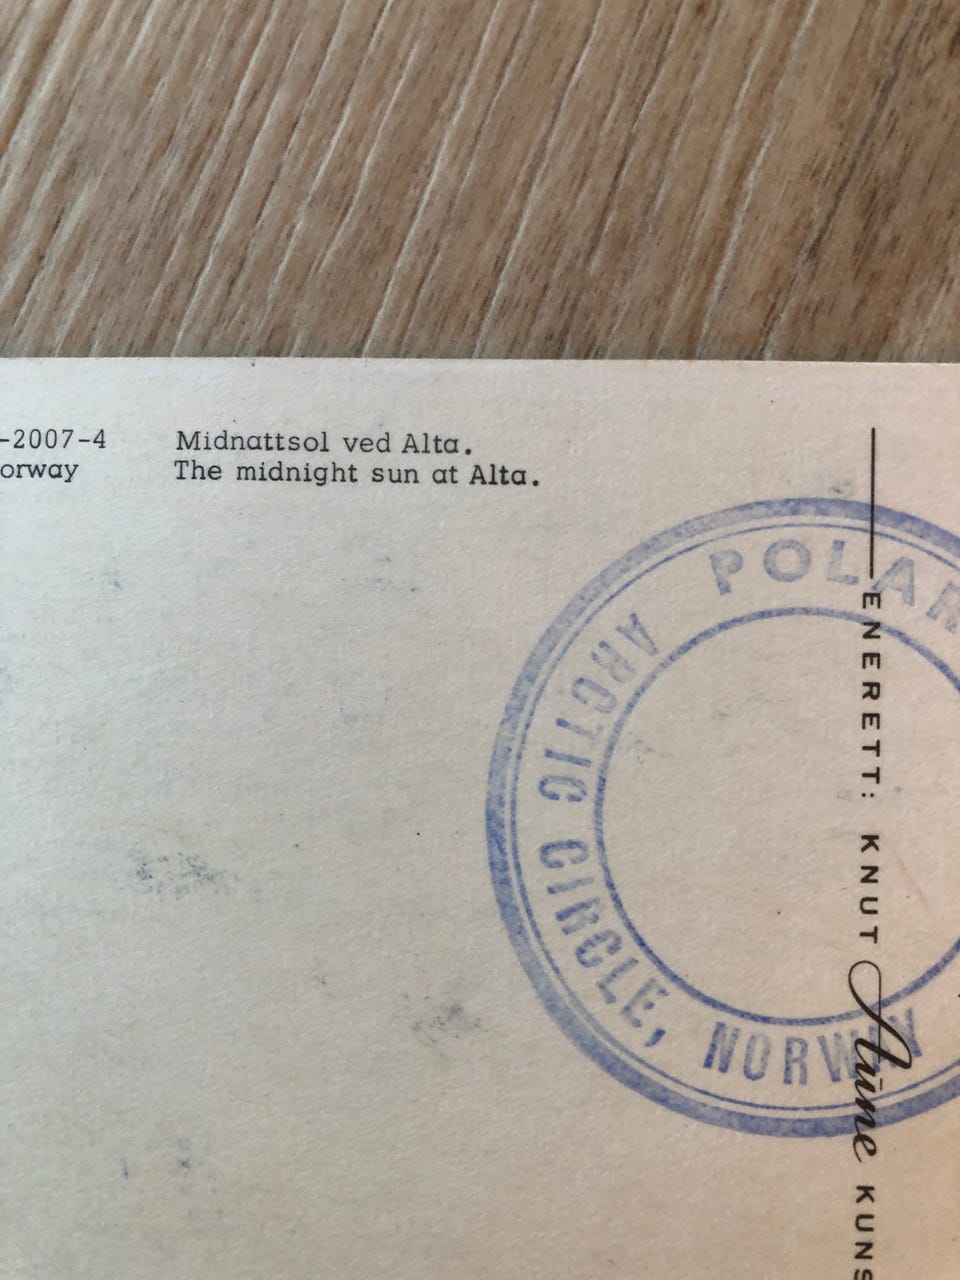 -2007-4
orway
Midnattsol ved Alta.
The midnight sun at Alta.
POLAR
ARCTIC CIRCLE, NORWAY
ENERETT: KNUT Aune KUNS